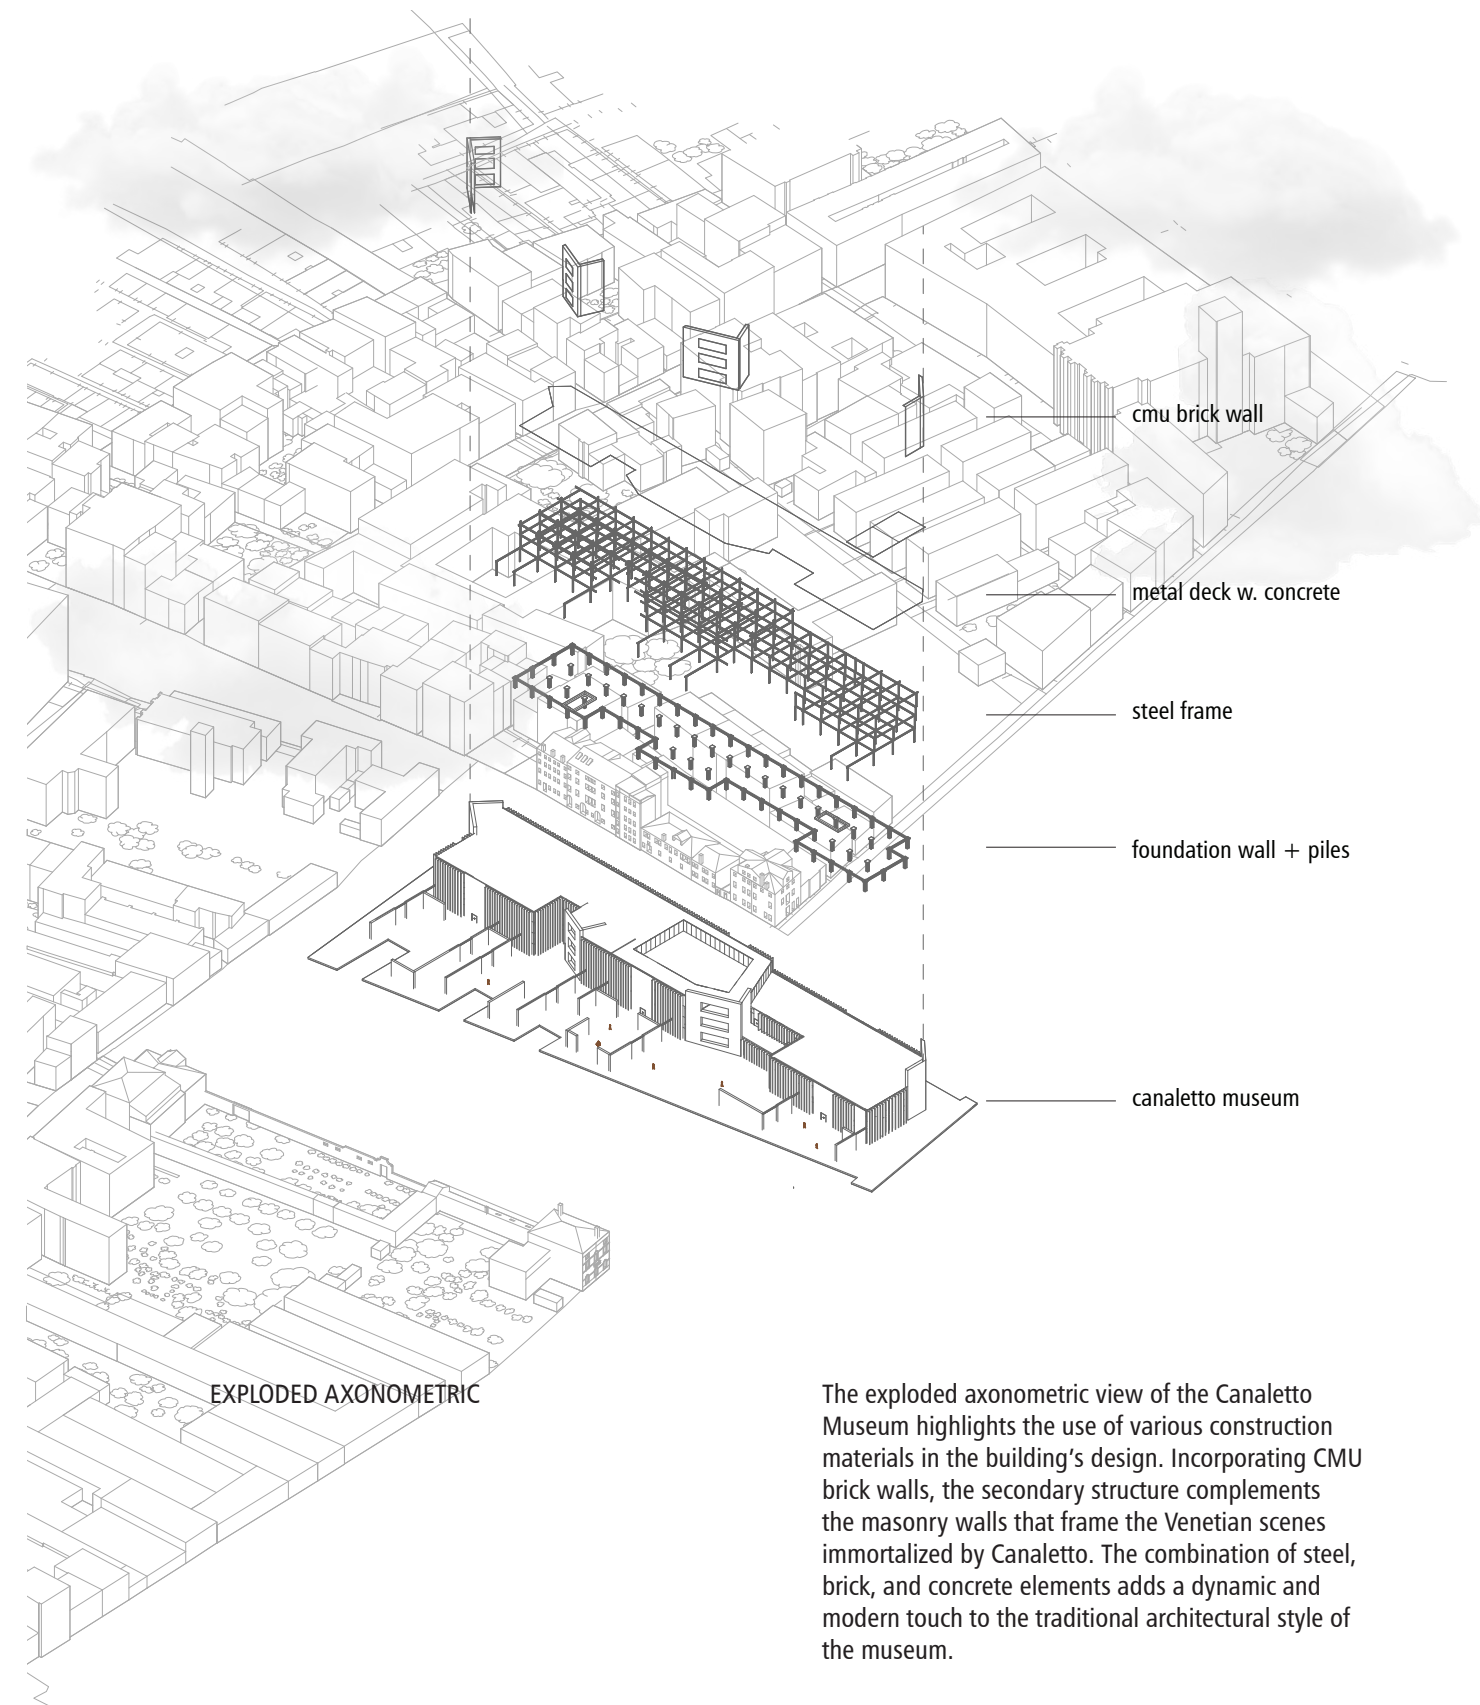 cmu brick wall
metal deck w. concrete
steel frame
foundation wall + piles
canaletto museum
EXPLODED AXONOMETRIC
The exploded axonometric view of the Canaletto
Museum highlights the use of various construction
materials in the building’s design. Incorporating CMU
brick walls, the secondary structure complements
the masonry walls that frame the Venetian scenes
immortalized by Canaletto. The combination of steel,
brick, and concrete elements adds a dynamic and
modern touch to the traditional architectural style of
the museum.